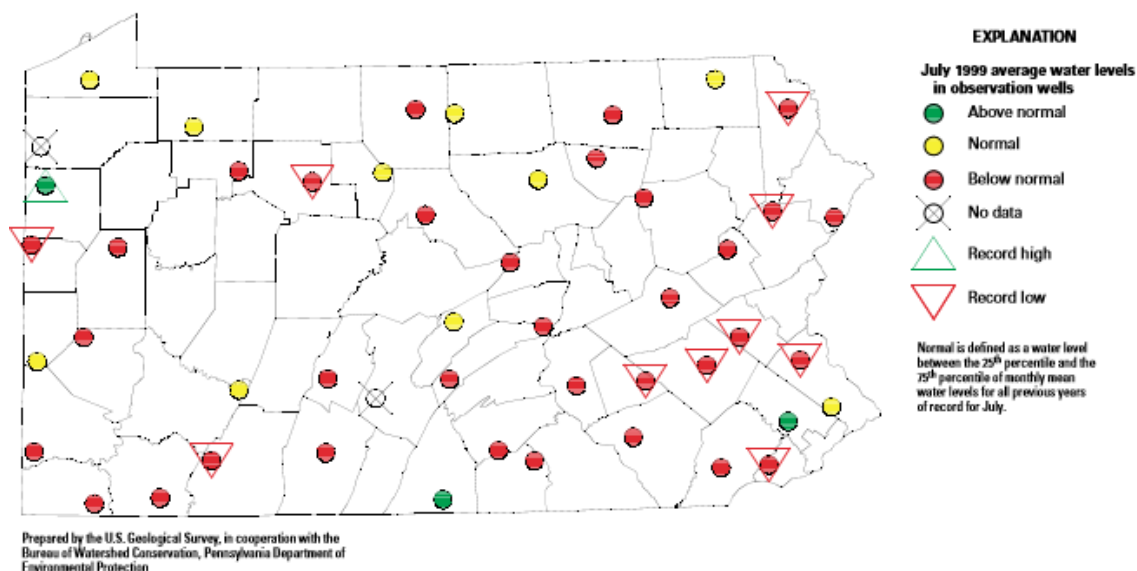 EXPLANATION
July 1999 average water levels
in observation wells
Above normal
Normal
Below normal
No data
Record high
Record low
Normal is defined as a water level
between the 25th percentile and the
75th percentile of monthly mean
water levels for all previous years
of record for July.
Prepared by the U.S. Geological Survey, in cooperation with the
Bureau of Watershed Conservation, Pennsylvania Department of
Environmental Protection